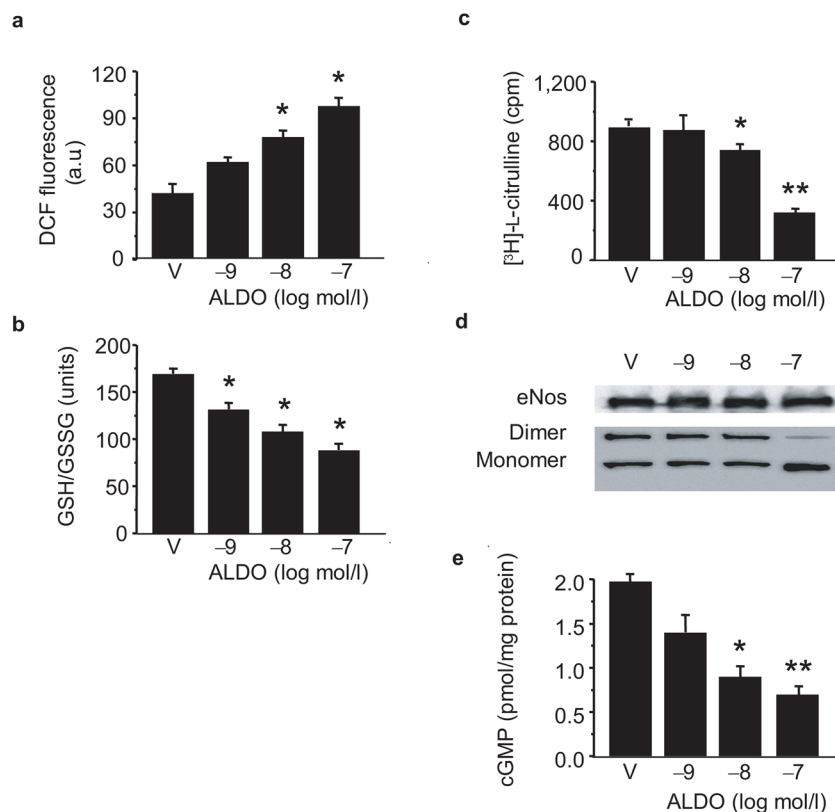 a
DCF fluorescence
(a.u)
120
90
60
30
0
*
*
V –9 –8 –7
ALDO (log mol/l)
b
GSH/GSSG (units)
200
150
100
50
0
*
*
*
V –9 –8 –7
ALDO (log mol/l)
c
[³H]-L-citrulline (cpm)
1,200
800
400
0
*
**
V –9 –8 –7
ALDO (log mol/l)
d
V –9 –8 –7
eNos
Dimer
Monomer
e
cGMP (pmol/mg protein)
2.0
1.5
1.0
0.5
0.0
*
**
V –9 –8 –7
ALDO (log mol/l)